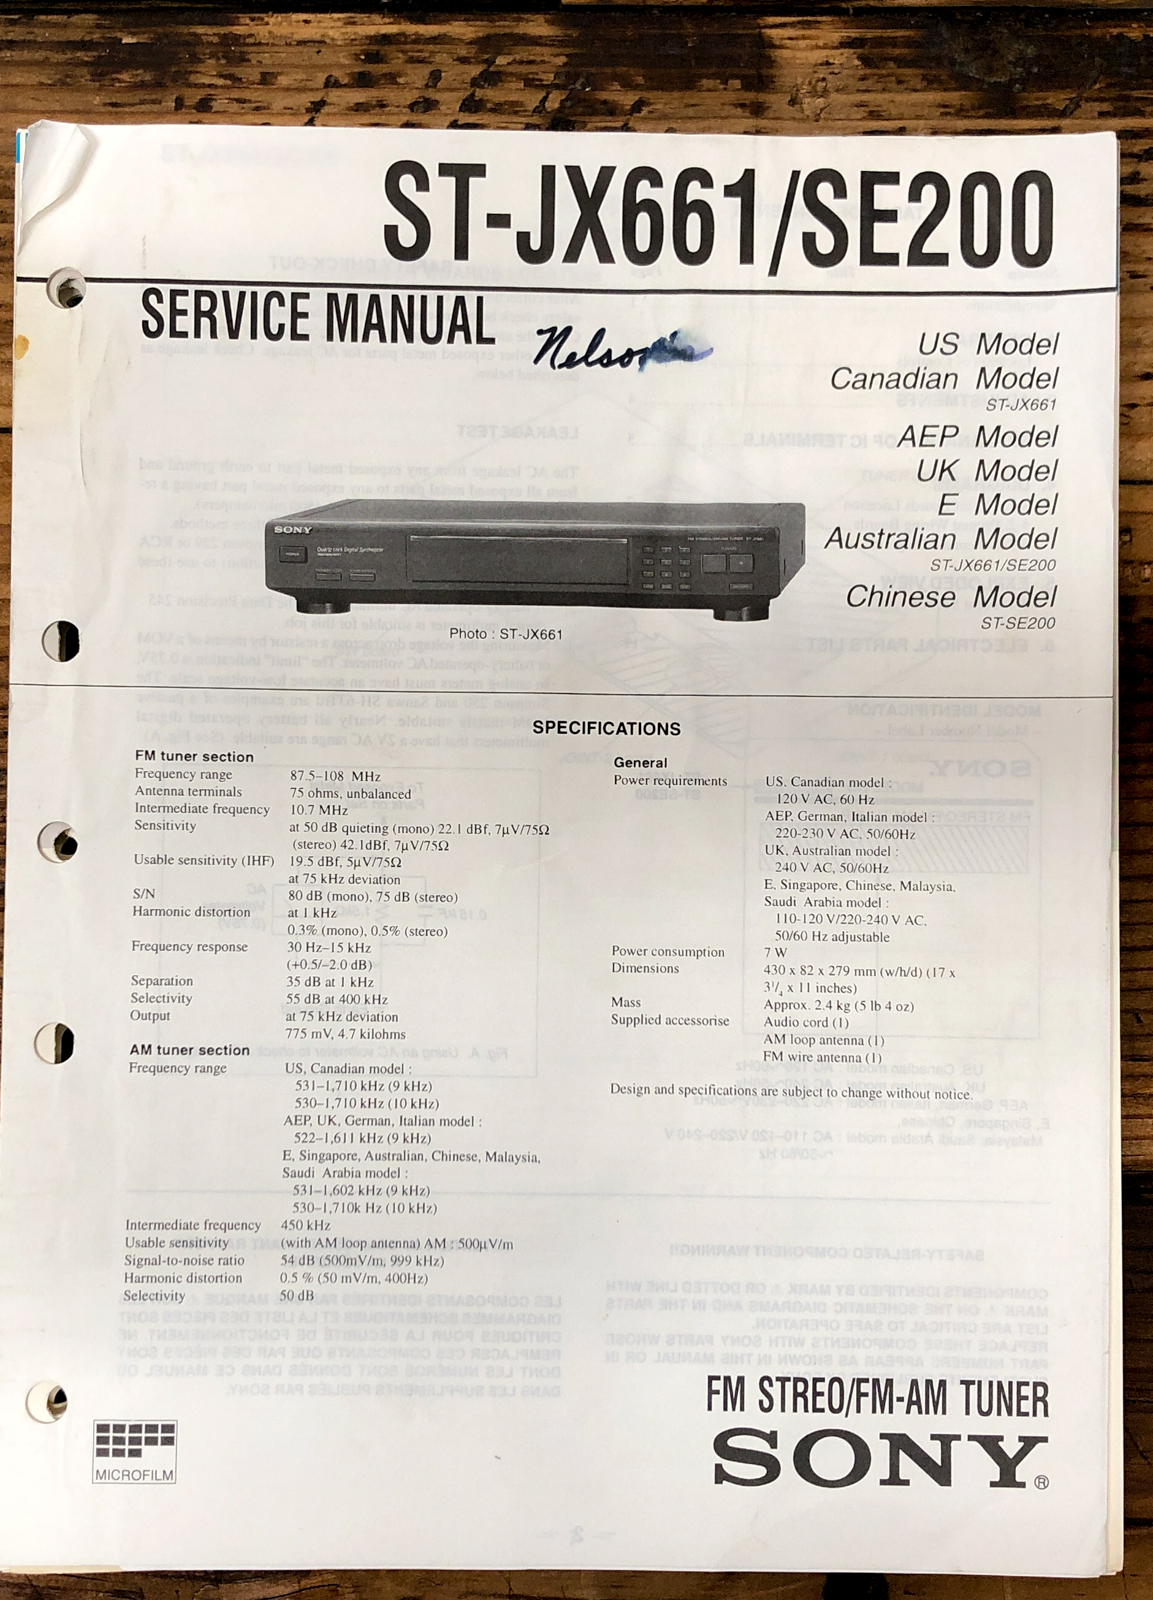 ST-JX661/SE200
SERVICE MANUAL
US Model
Canadian Model
ST-JX661
AEP Model
UK Model
E Model
Australian Model
ST-JX661/SE200
Chinese Model
ST-SE200
SONY
Photo : ST-JX661
SPECIFICATIONS
FM tuner section
Frequency range 87.5–108 MHz
Antenna terminals 75 ohms, unbalanced
Intermediate frequency 10.7 MHz
Sensitivity at 50 dB quieting (mono) 22.1 dBf, 7μV/75Ω
(stereo) 42.1dBf, 7μV/75Ω
Usable sensitivity (IHF) 19.5 dBf, 5μV/75Ω
at 75 kHz deviation
S/N 80 dB (mono), 75 dB (stereo)
Harmonic distortion at 1 kHz
0.3% (mono), 0.5% (stereo)
Frequency response 30 Hz–15 kHz
(+0.5/–2.0 dB)
Separation 35 dB at 1 kHz
Selectivity 55 dB at 400 kHz
Output at 75 kHz deviation
775 mV, 4.7 kilohms
AM tuner section
Frequency range US, Canadian model :
531–1,710 kHz (9 kHz)
530–1,710 kHz (10 kHz)
AEP, UK, German, Italian model :
522–1,611 kHz (9 kHz)
E, Singapore, Australian, Chinese, Malaysia,
Saudi Arabia model :
531–1,602 kHz (9 kHz)
530–1,710k Hz (10 kHz)
Intermediate frequency 450 kHz
Usable sensitivity (with AM loop antenna) AM : 500μV/m
Signal-to-noise ratio 54 dB (500mV/m, 999 kHz)
Harmonic distortion 0.5 % (50 mV/m, 400Hz)
Selectivity 50 dB
General
Power requirements US, Canadian model :
120 V AC, 60 Hz
AEP, German, Italian model :
220-230 V AC, 50/60Hz
UK, Australian model :
240 V AC, 50/60Hz
E, Singapore, Chinese, Malaysia,
Saudi Arabia model :
110-120 V/220-240 V AC,
50/60 Hz adjustable
Power consumption 7 W
Dimensions 430 x 82 x 279 mm (w/h/d) (17 x
3 1/4 x 11 inches)
Mass Approx. 2.4 kg (5 lb 4 oz)
Supplied accessorise Audio cord (1)
AM loop antenna (1)
FM wire antenna (1)
Design and specifications are subject to change without notice.
MICROFILM
FM STREO/FM-AM TUNER
SONY®